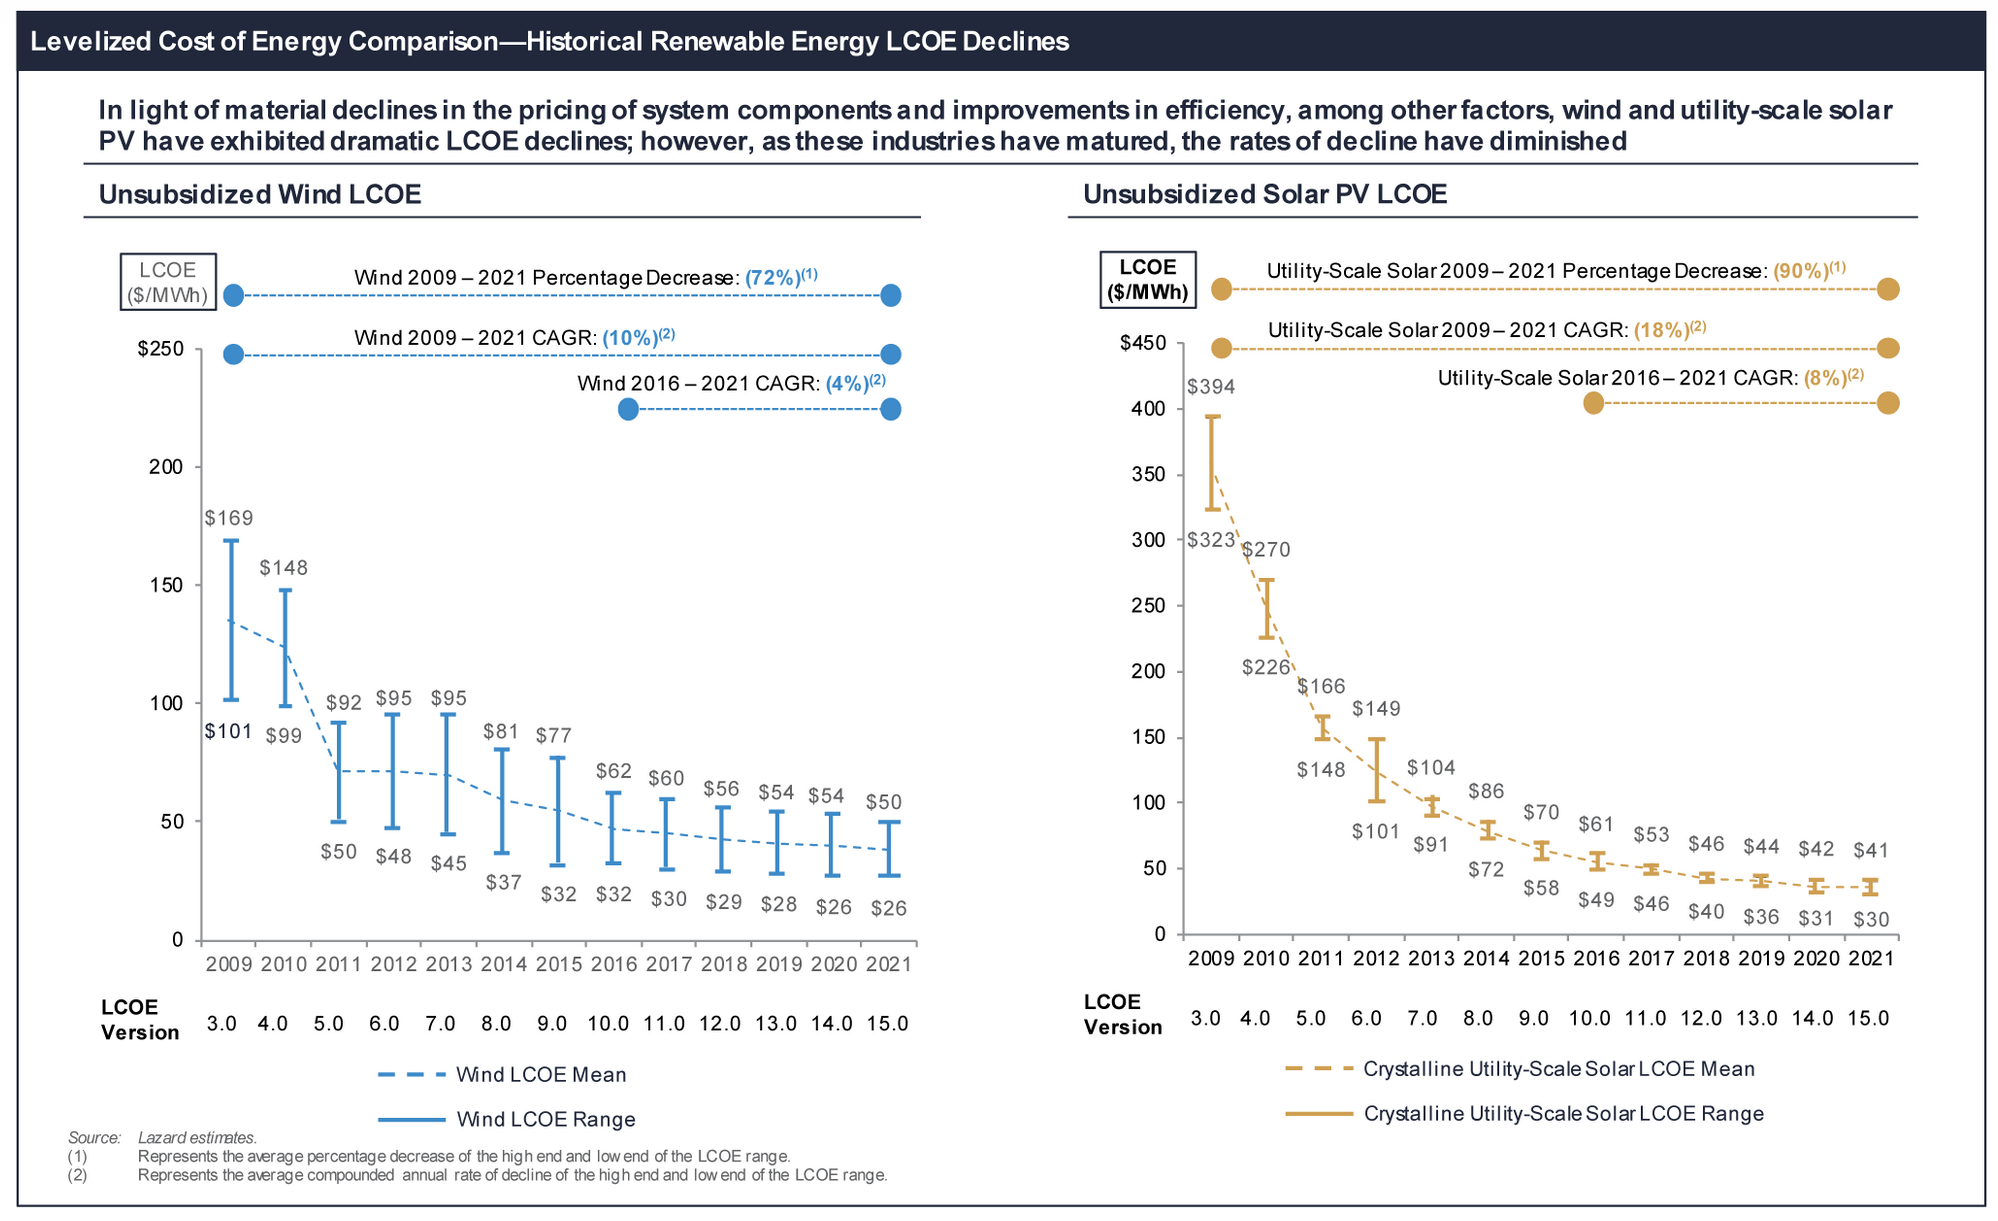 Levelized Cost of Energy Comparison—Historical Renewable Energy LCOE Declines
In light of material declines in the pricing of system components and improvements in efficiency, among other factors, wind and utility-scale solar
PV have exhibited dramatic LCOE declines; however, as these industries have matured, the rates of decline have diminished
Unsubsidized Wind LCOE
LCOE
($/MWh)
Wind 2009 – 2021 Percentage Decrease: (72%)(1)
Wind 2009 – 2021 CAGR: (10%)(2)
Wind 2016 – 2021 CAGR: (4%)(2)
$250
200
150
100
50
0
$169
$148
$92
$95
$95
$81
$77
$62
$60
$56
$54
$54
$50
$101
$99
$50
$48
$45
$37
$32
$32
$30
$29
$28
$26
$26
2009 2010 2011 2012 2013 2014 2015 2016 2017 2018 2019 2020 2021
LCOE
Version
3.0 4.0 5.0 6.0 7.0 8.0 9.0 10.0 11.0 12.0 13.0 14.0 15.0
Wind LCOE Mean
Wind LCOE Range
Unsubsidized Solar PV LCOE
LCOE
($/MWh)
Utility-Scale Solar 2009 – 2021 Percentage Decrease: (90%)(1)
Utility-Scale Solar 2009 – 2021 CAGR: (18%)(2)
Utility-Scale Solar 2016 – 2021 CAGR: (8%)(2)
$450
400
350
300
250
200
150
100
50
0
$394
$270
$166
$149
$104
$86
$70
$61
$53
$46
$44
$42
$41
$323
$226
$148
$101
$91
$72
$58
$49
$46
$40
$36
$31
$30
2009 2010 2011 2012 2013 2014 2015 2016 2017 2018 2019 2020 2021
LCOE
Version
3.0 4.0 5.0 6.0 7.0 8.0 9.0 10.0 11.0 12.0 13.0 14.0 15.0
Crystalline Utility-Scale Solar LCOE Mean
Crystalline Utility-Scale Solar LCOE Range
Source: Lazard estimates.
(1) Represents the average percentage decrease of the high end and low end of the LCOE range.
(2) Represents the average compounded annual rate of decline of the high end and low end of the LCOE range.